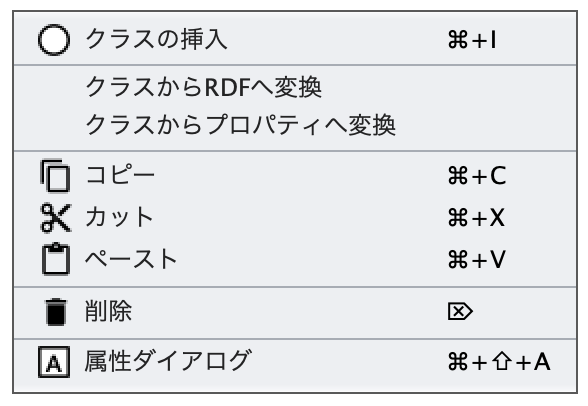 クラスの挿入 ⌘+I
クラスからRDFへ変換
クラスからプロパティへ変換
コピー ⌘+C
カット ⌘+X
ペースト ⌘+V
削除 ⌦
A 属性ダイアログ ⌘+⇧+A